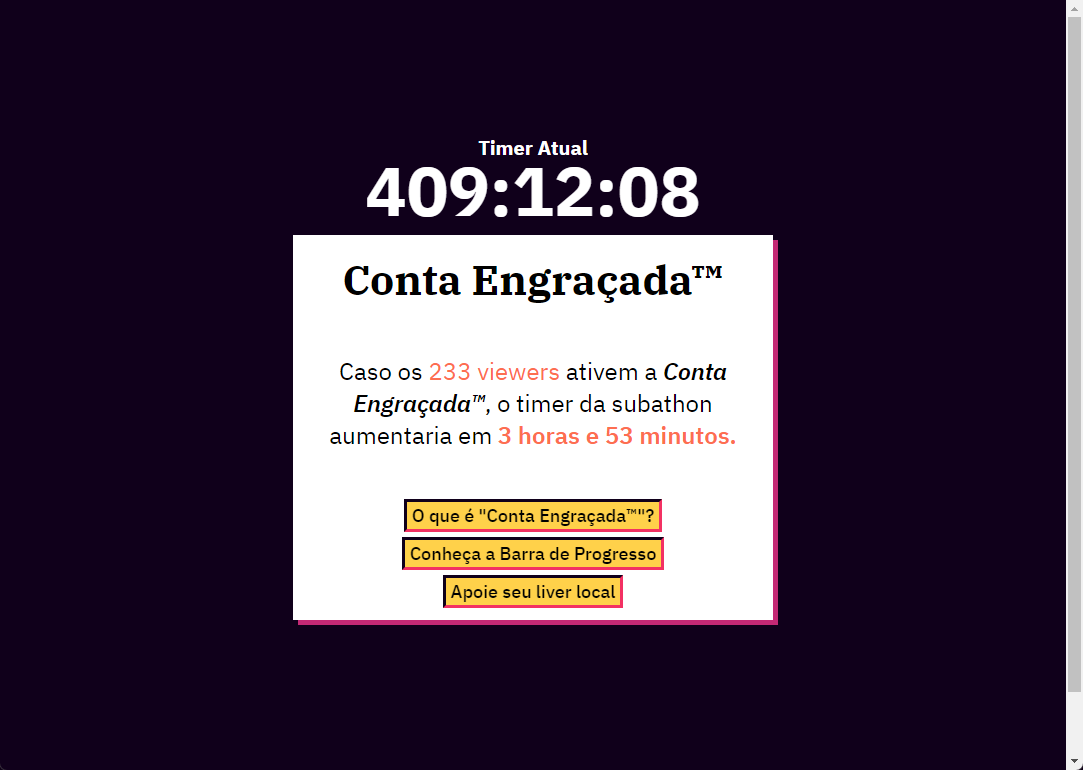 Timer Atual
409:12:08
Conta Engraçada™
Caso os 233 viewers ativem a Conta
Engraçada™, o timer da subathon
aumentaria em 3 horas e 53 minutos.
O que é "Conta Engraçada™"?
Conheça a Barra de Progresso
Apoie seu liver local